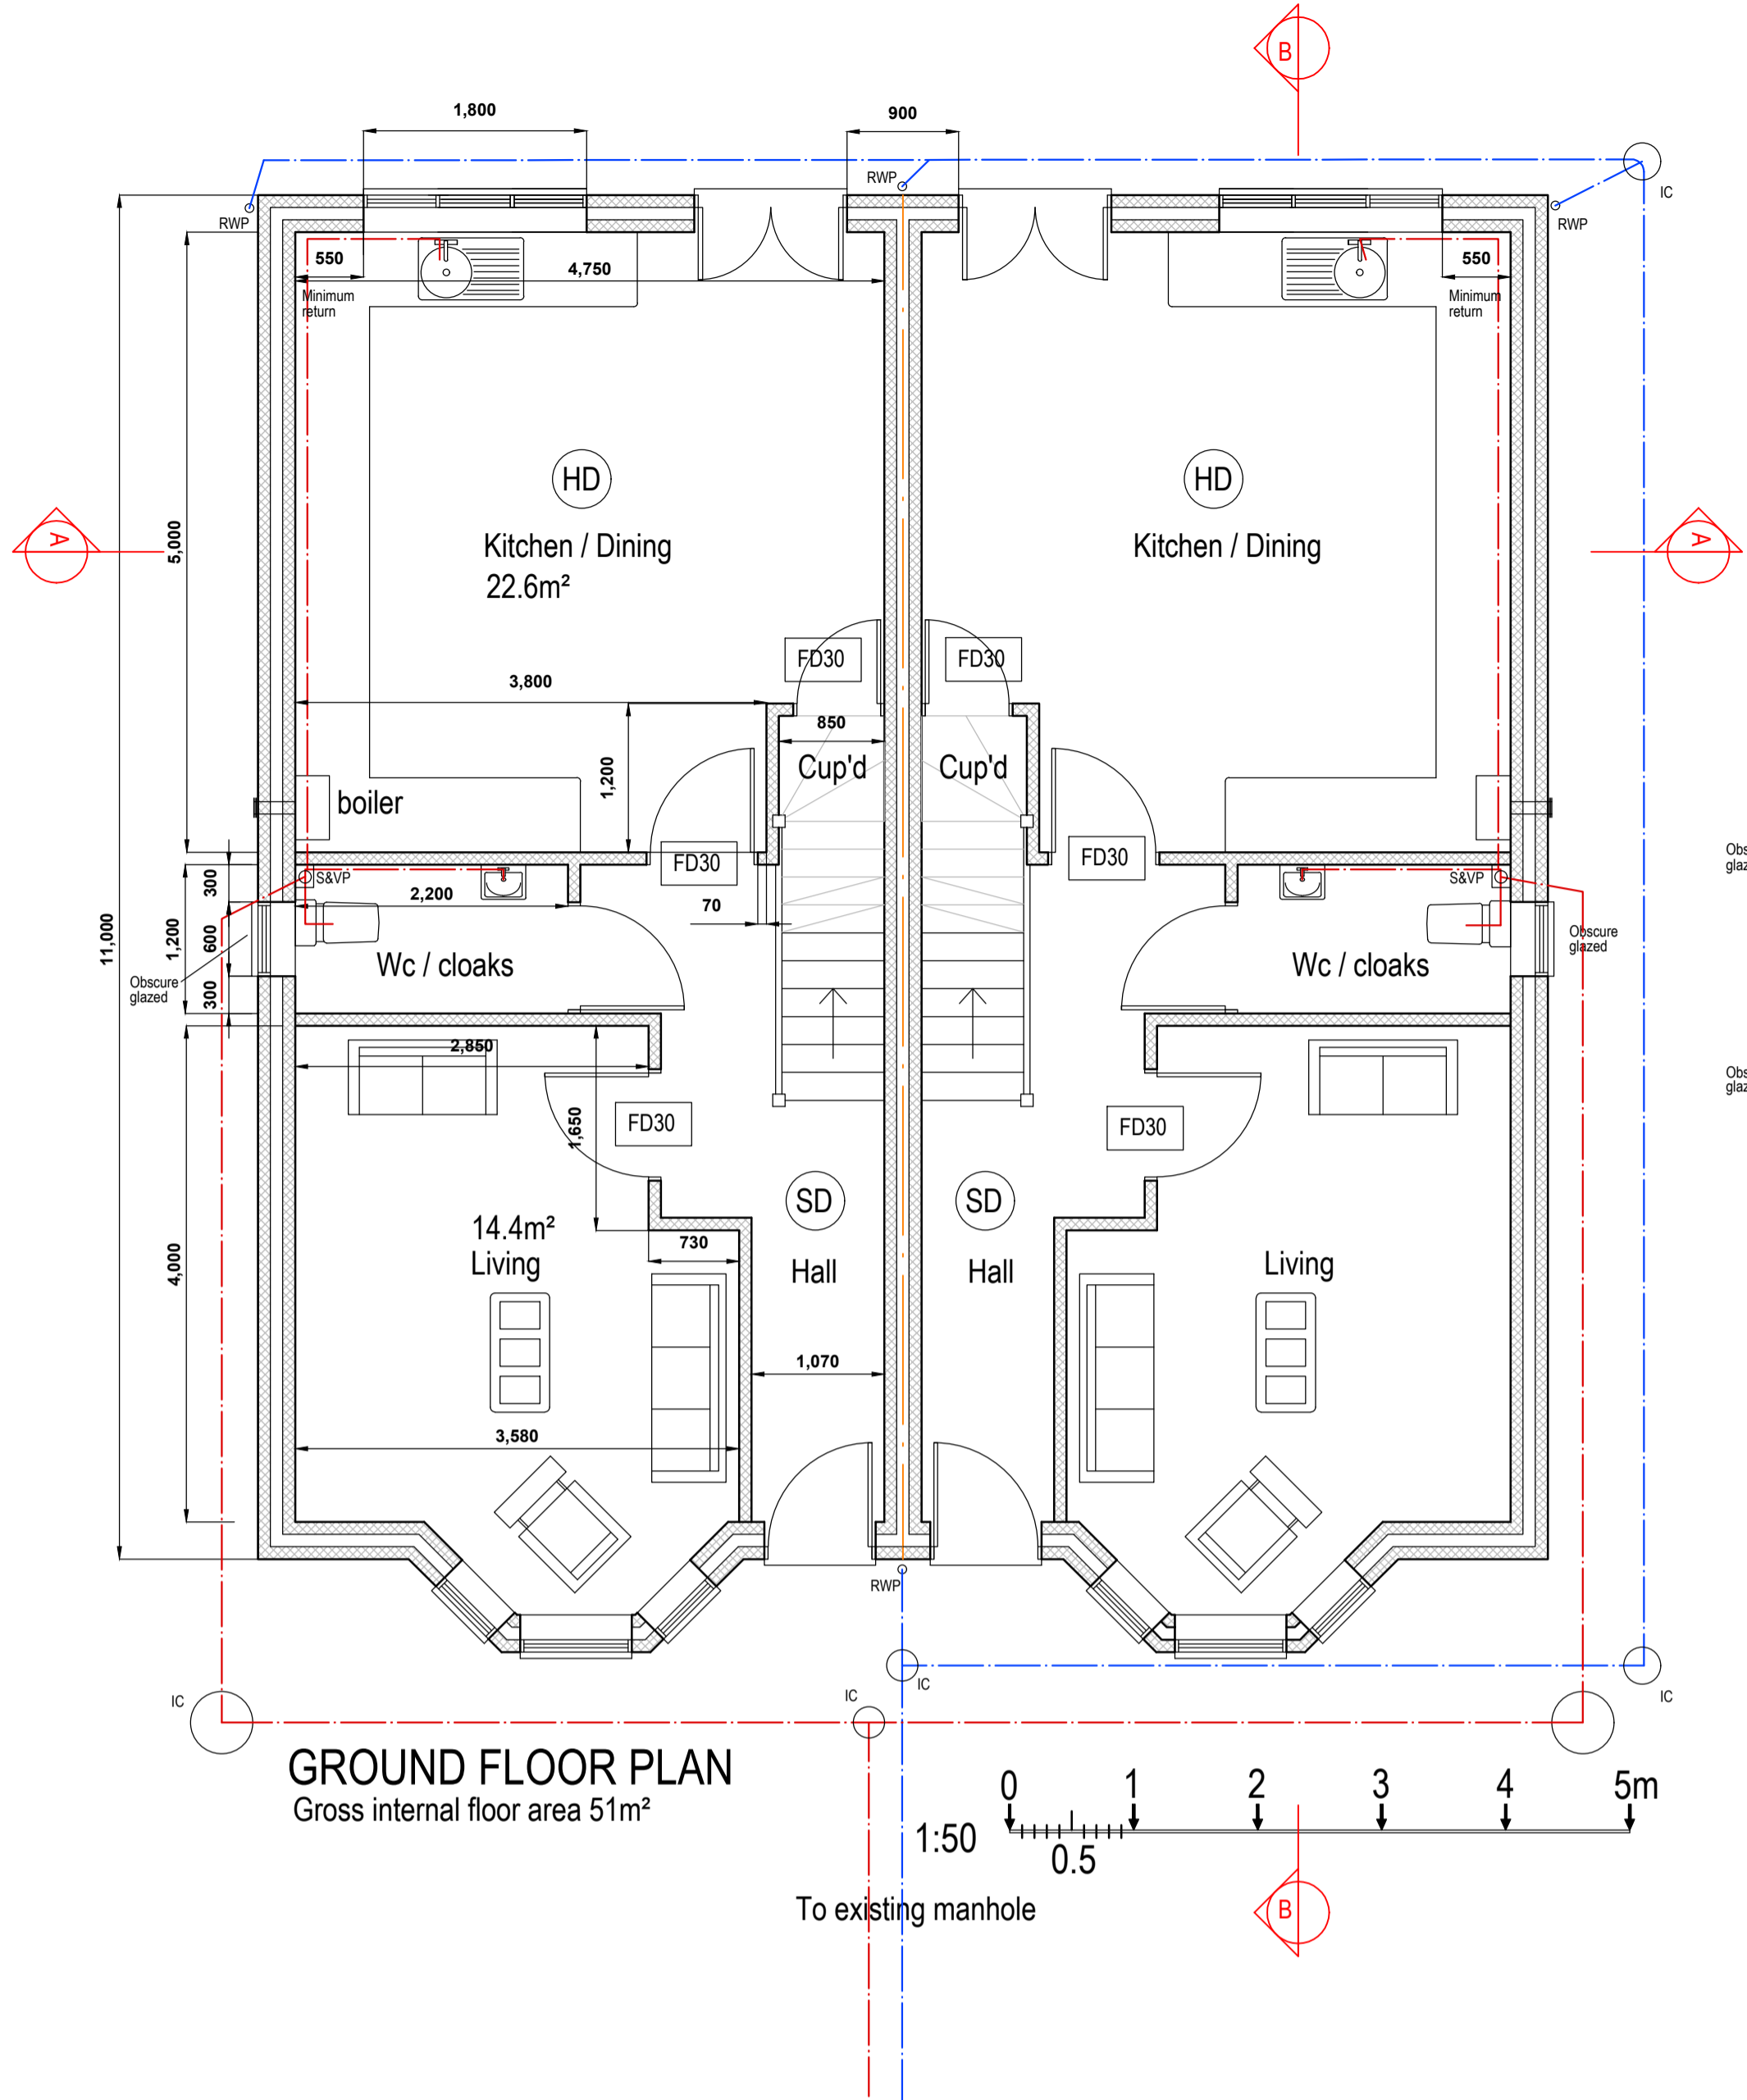 B
1,800
900
RWP
IC
RWP
RWP
550
4,750
550
Minimum
return
Minimum
return
HD
HD
5,000
A
A
Kitchen / Dining
22.6m²
Kitchen / Dining
FD30
FD30
3,800
850
1,200
Cup'd
Cup'd
boiler
FD30
FD30
300
S&VP
S&VP
2,200
70
11,000
1,200
600
Wc / cloaks
Wc / cloaks
Obscure
glazed
Obscure
glazed
300
2,850
1,650
FD30
FD30
SD
SD
14.4m²
Living
730
Hall
Hall
Living
4,000
1,070
3,580
RWP
IC
IC
IC
IC
GROUND FLOOR PLAN
Gross internal floor area 51m²
0 1 2 3 4 5m
1:50
0.5
To existing manhole
B